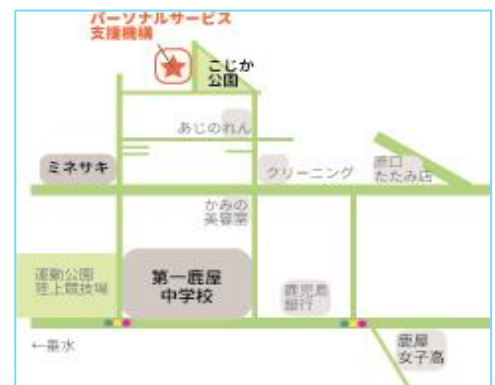 パーソナルサービス
支援機構
こじか
公園
あじのれん
ミネサキ
クリーニング
たたみ店
かみの
美容室
運動公園
陸上競技場
第一鹿屋
中学校
鹿児島
銀行
←垂水
鹿屋
女子高